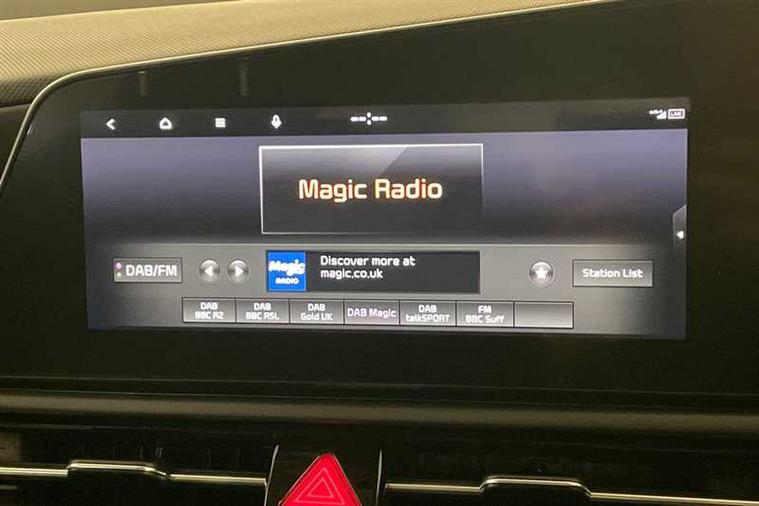 --:--
LIVE
Magic Radio
DAB/FM
Magic
RADIO
Discover more at
magic.co.uk
Station List
DAB
BBC R2
DAB
BBC R5L
DAB
Gold UK
DAB Magic
DAB
talkSPORT
FM
BBC Suff